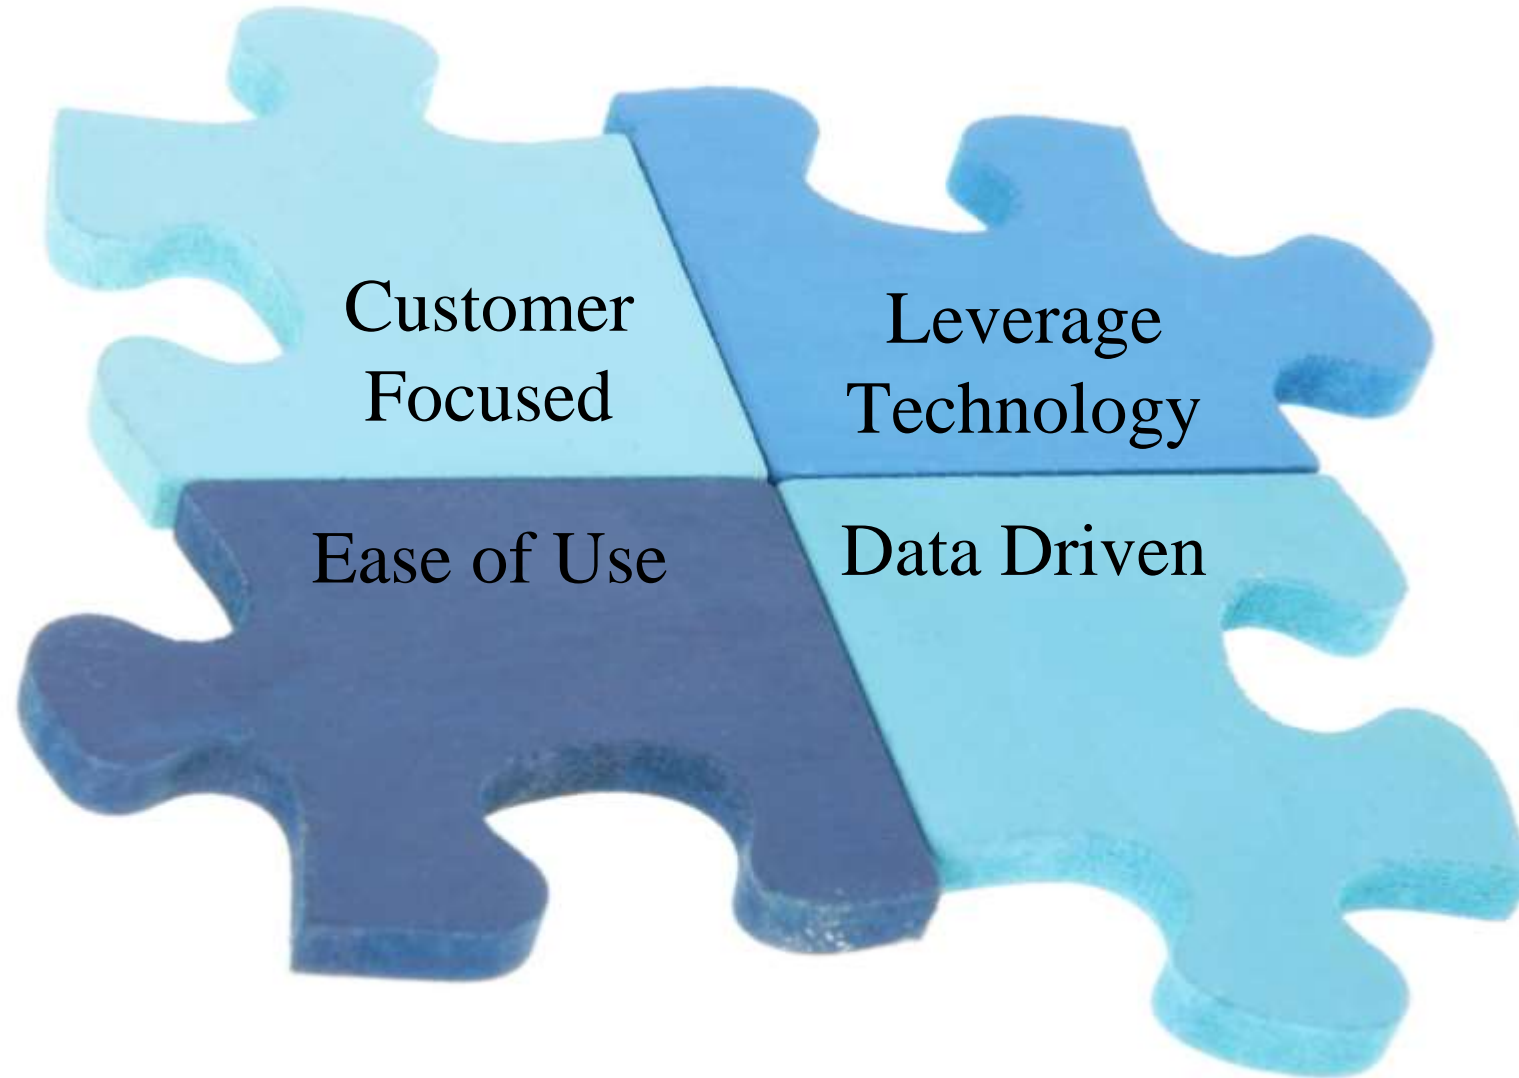 Customer
Focused
Leverage
Technology
Ease of Use
Data Driven